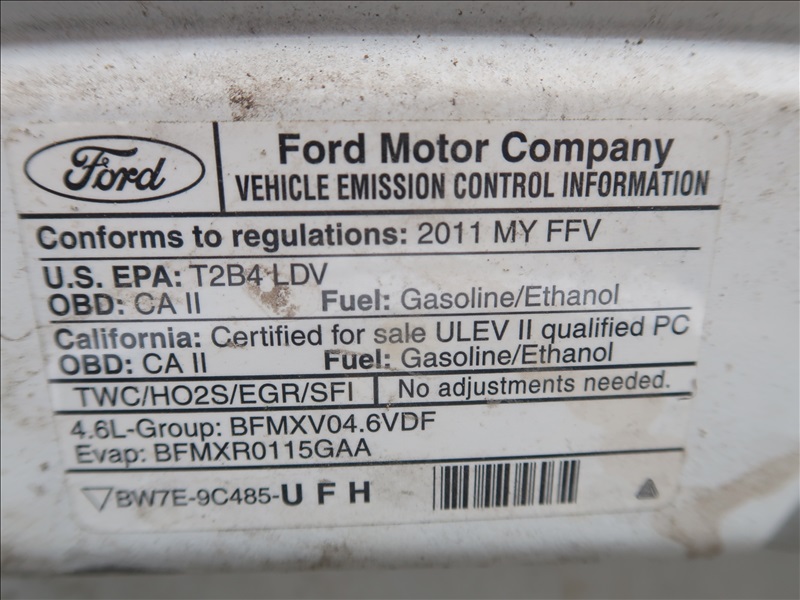 Ford
Ford Motor Company
VEHICLE EMISSION CONTROL INFORMATION
Conforms to regulations: 2011 MY FFV
U.S. EPA: T2B4 LDV
OBD: CA II Fuel: Gasoline/Ethanol
California: Certified for sale ULEV II qualified PC
OBD: CA II Fuel: Gasoline/Ethanol
TWC/HO2S/EGR/SFI No adjustments needed.
4.6L-Group: BFMXV04.6VDF
Evap: BFMXR0115GAA
BW7E-9C485-U F H